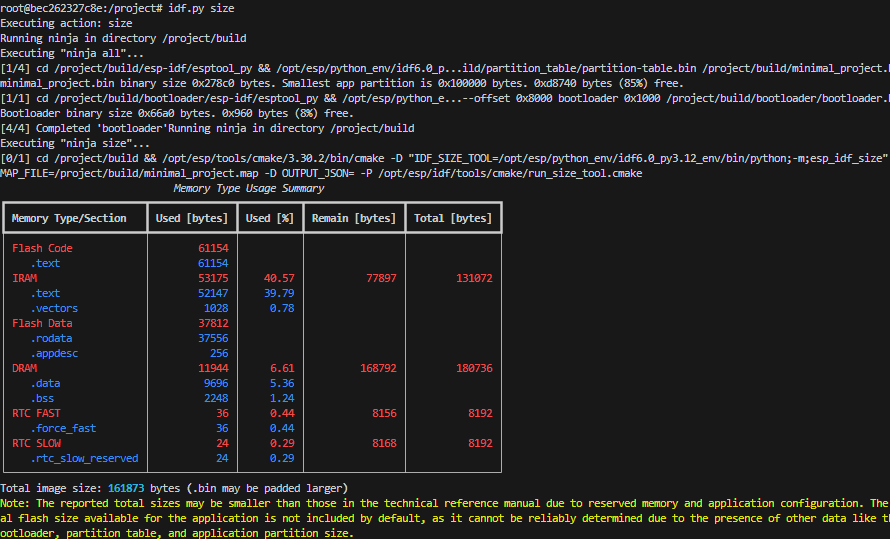 root@bec262327c8e:/project# idf.py size
Executing action: size
Running ninja in directory /project/build
Executing "ninja all"...
[1/4] cd /project/build/esp-idf/esptool_py && /opt/esp/python_env/idf6.0_p...ild/partition_table/partition-table.bin /project/build/minimal_project.
minimal_project.bin binary size 0x278c0 bytes. Smallest app partition is 0x100000 bytes. 0xd8740 bytes (85%) free.
[1/1] cd /project/build/bootloader/esp-idf/esptool_py && /opt/esp/python_e...--offset 0x8000 bootloader 0x1000 /project/build/bootloader/bootloader.
Bootloader binary size 0x66a0 bytes. 0x960 bytes (8%) free.
[4/4] Completed 'bootloader'Running ninja in directory /project/build
Executing "ninja size"...
[0/1] cd /project/build && /opt/esp/tools/cmake/3.30.2/bin/cmake -D "IDF_SIZE_TOOL=/opt/esp/python_env/idf6.0_py3.12_env/bin/python;-m;esp_idf_size"
MAP_FILE=/project/build/minimal_project.map -D OUTPUT_JSON= -P /opt/esp/idf/tools/cmake/run_size_tool.cmake
Memory Type Usage Summary
Memory Type/Section Used [bytes] Used [%] Remain [bytes] Total [bytes]
Flash Code 61154
.text 61154
IRAM 53175 40.57 77897 131072
.text 52147 39.79
.vectors 1028 0.78
Flash Data 37812
.rodata 37556
.appdesc 256
DRAM 11944 6.61 168792 180736
.data 9696 5.36
.bss 2248 1.24
RTC FAST 36 0.44 8156 8192
.force_fast 36 0.44
RTC SLOW 24 0.29 8168 8192
.rtc_slow_reserved 24 0.29
Total image size: 161873 bytes (.bin may be padded larger)
Note: The reported total sizes may be smaller than those in the technical reference manual due to reserved memory and application configuration. The
al flash size available for the application is not included by default, as it cannot be reliably determined due to the presence of other data like th
ootloader, partition table, and application partition size.